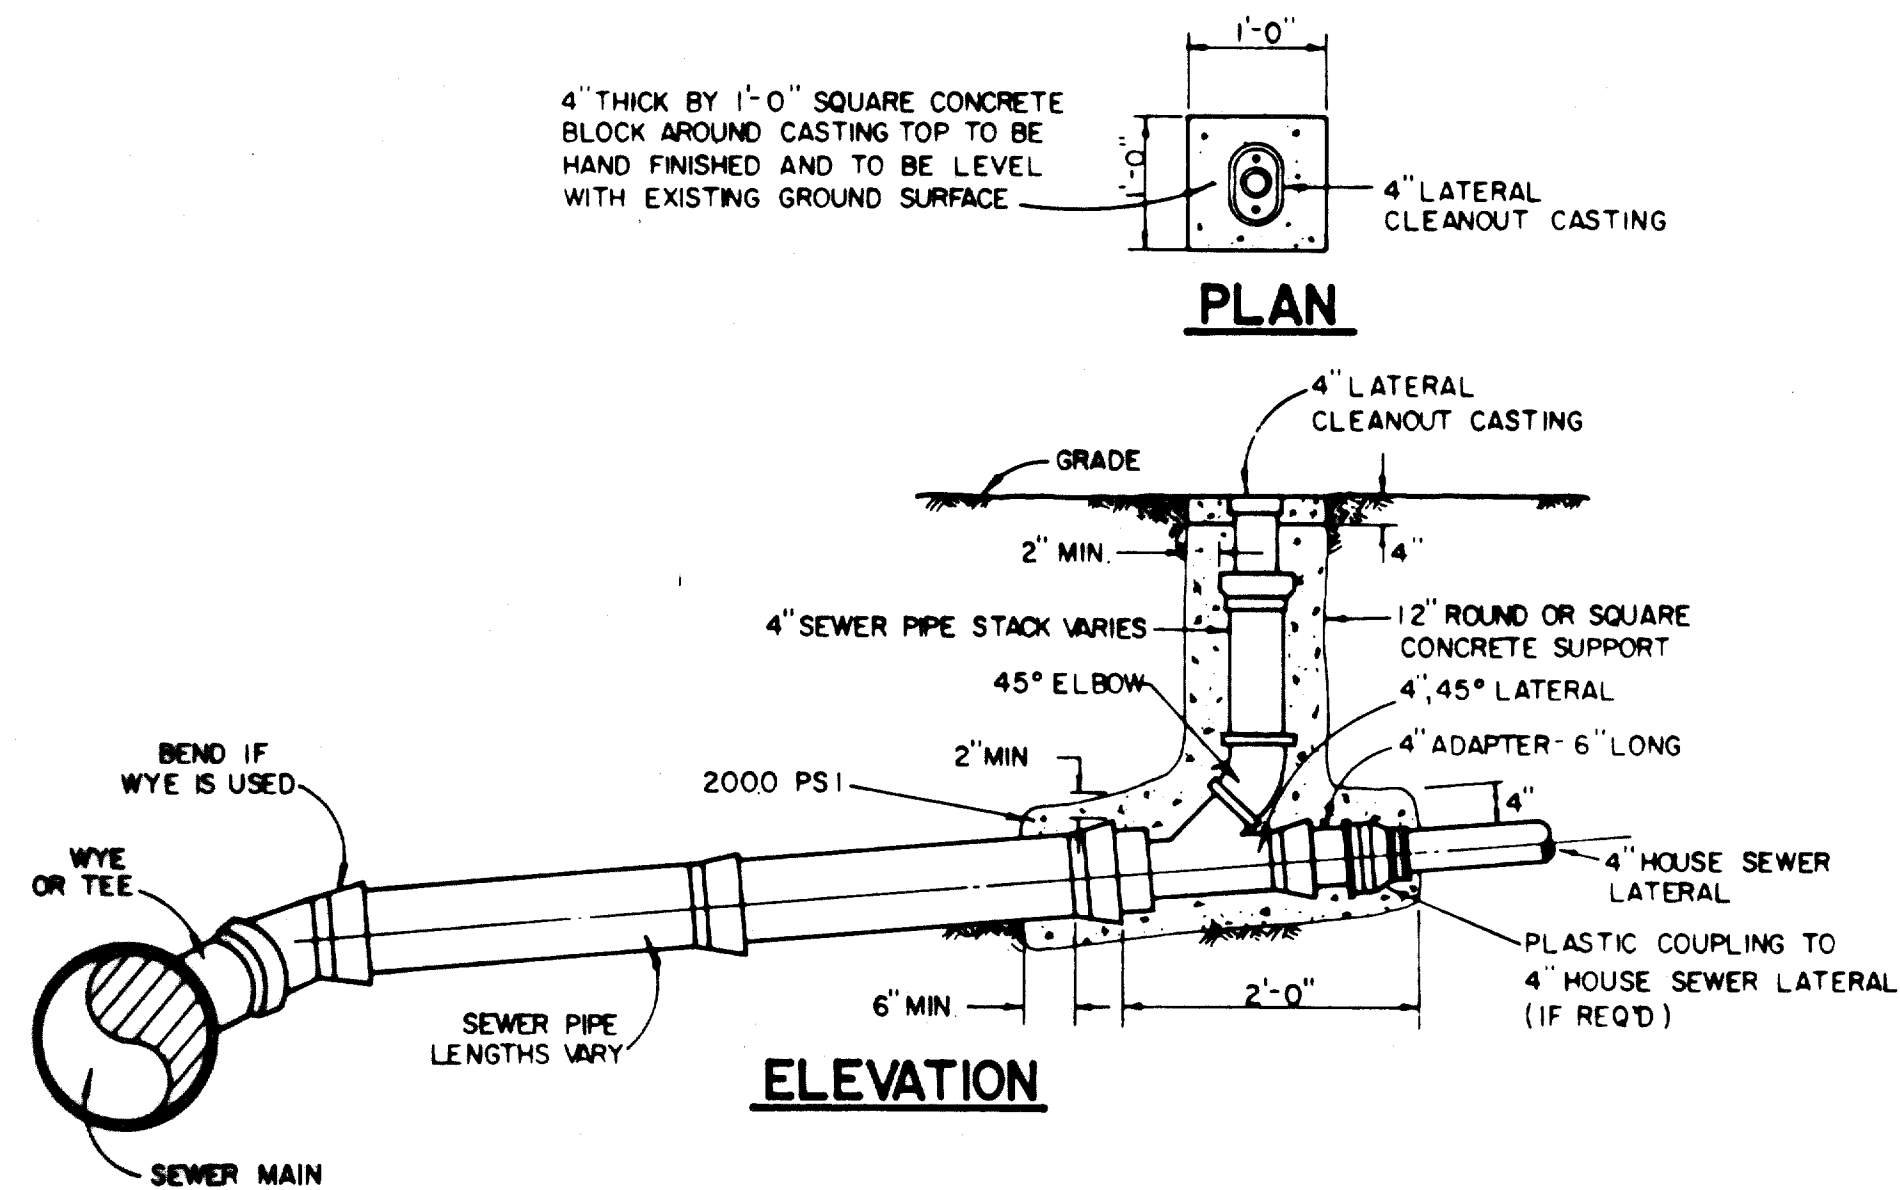 1'-0"
4" THICK BY 1'-0" SQUARE CONCRETE
BLOCK AROUND CASTING TOP TO BE
HAND FINISHED AND TO BE LEVEL
WITH EXISTING GROUND SURFACE
1'-0"
4" LATERAL
CLEANOUT CASTING
PLAN
4" LATERAL
CLEANOUT CASTING
GRADE
2" MIN.
4"
4" SEWER PIPE STACK VARIES
12" ROUND OR SQUARE
CONCRETE SUPPORT
45° ELBOW
4", 45° LATERAL
4" ADAPTER - 6" LONG
BEND IF
WYE IS USED
2" MIN
2000 PSI
4"
WYE
OR TEE
4" HOUSE SEWER
LATERAL
PLASTIC COUPLING TO
4" HOUSE SEWER LATERAL
(IF REQ'D)
6" MIN.
2'-0"
SEWER PIPE
LENGTHS VARY
ELEVATION
SEWER MAIN